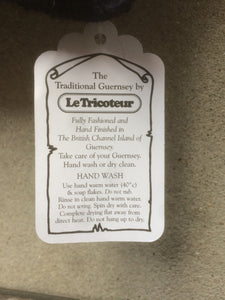 The
Traditional Guernsey by
Le Tricoteur
Fully Fashioned and
Hand Finished in
The British Channel Island of
Guernsey.
Take care of your Guernsey.
Hand wash or dry clean.
HAND WASH
Use hand warm water (40°c)
& soap flakes. Do not rub.
Rinse in clean hand warm water.
Do not wring. Spin dry with care.
Complete drying flat away from
direct heat. Do not hang up to dry.